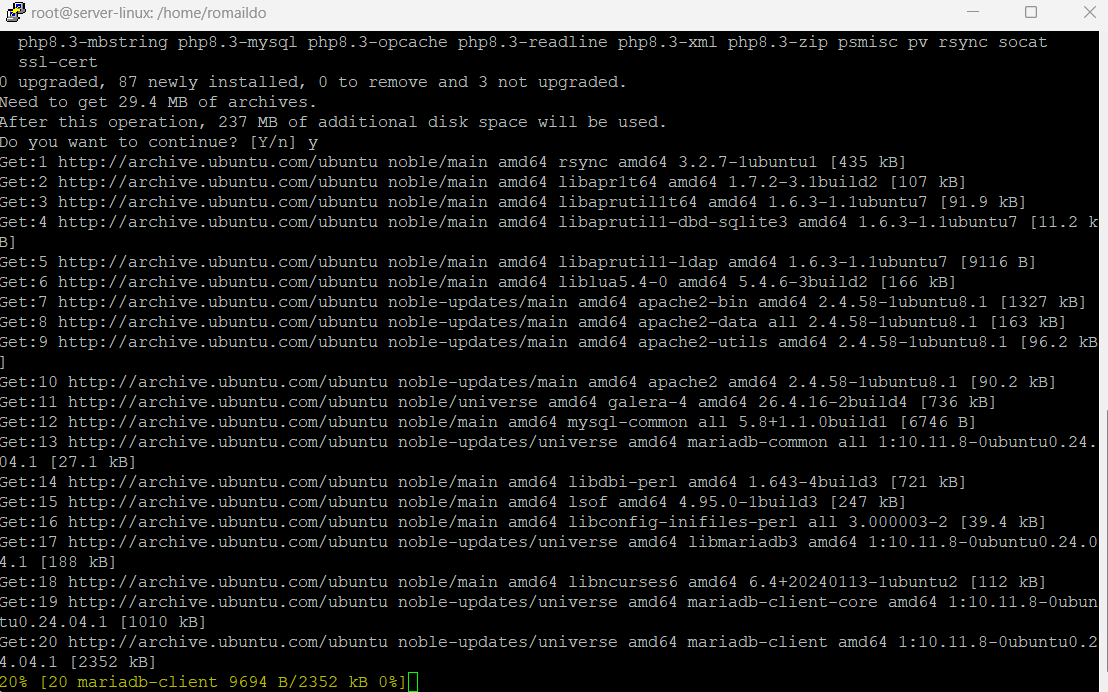 root@server-linux: /home/romaildo
php8.3-mbstring php8.3-mysql php8.3-opcache php8.3-readline php8.3-xml php8.3-zip psmisc pv rsync socat
ssl-cert
0 upgraded, 87 newly installed, 0 to remove and 3 not upgraded.
Need to get 29.4 MB of archives.
After this operation, 237 MB of additional disk space will be used.
Do you want to continue? [Y/n] y
Get:1 http://archive.ubuntu.com/ubuntu noble/main amd64 rsync amd64 3.2.7-1ubuntu1 [435 kB]
Get:2 http://archive.ubuntu.com/ubuntu noble/main amd64 libapr1t64 amd64 1.7.2-3.1build2 [107 kB]
Get:3 http://archive.ubuntu.com/ubuntu noble/main amd64 libaprutil1t64 amd64 1.6.3-1.1ubuntu7 [91.9 kB]
Get:4 http://archive.ubuntu.com/ubuntu noble/main amd64 libaprutil1-dbd-sqlite3 amd64 1.6.3-1.1ubuntu7 [11.2 k
B]
Get:5 http://archive.ubuntu.com/ubuntu noble/main amd64 libaprutil1-ldap amd64 1.6.3-1.1ubuntu7 [9116 B]
Get:6 http://archive.ubuntu.com/ubuntu noble/main amd64 liblua5.4-0 amd64 5.4.6-3build2 [166 kB]
Get:7 http://archive.ubuntu.com/ubuntu noble-updates/main amd64 apache2-bin amd64 2.4.58-1ubuntu8.1 [1327 kB]
Get:8 http://archive.ubuntu.com/ubuntu noble-updates/main amd64 apache2-data all 2.4.58-1ubuntu8.1 [163 kB]
Get:9 http://archive.ubuntu.com/ubuntu noble-updates/main amd64 apache2-utils amd64 2.4.58-1ubuntu8.1 [96.2 kB
]
Get:10 http://archive.ubuntu.com/ubuntu noble-updates/main amd64 apache2 amd64 2.4.58-1ubuntu8.1 [90.2 kB]
Get:11 http://archive.ubuntu.com/ubuntu noble/universe amd64 galera-4 amd64 26.4.16-2build4 [736 kB]
Get:12 http://archive.ubuntu.com/ubuntu noble/main amd64 mysql-common all 5.8+1.1.0build1 [6746 B]
Get:13 http://archive.ubuntu.com/ubuntu noble-updates/universe amd64 mariadb-common all 1:10.11.8-0ubuntu0.24.
04.1 [27.1 kB]
Get:14 http://archive.ubuntu.com/ubuntu noble/main amd64 libdbi-perl amd64 1.643-4build3 [721 kB]
Get:15 http://archive.ubuntu.com/ubuntu noble/main amd64 lsof amd64 4.95.0-1build3 [247 kB]
Get:16 http://archive.ubuntu.com/ubuntu noble/main amd64 libconfig-inifiles-perl all 3.000003-2 [39.4 kB]
Get:17 http://archive.ubuntu.com/ubuntu noble-updates/universe amd64 libmariadb3 amd64 1:10.11.8-0ubuntu0.24.0
4.1 [188 kB]
Get:18 http://archive.ubuntu.com/ubuntu noble/main amd64 libncurses6 amd64 6.4+20240113-1ubuntu2 [112 kB]
Get:19 http://archive.ubuntu.com/ubuntu noble-updates/universe amd64 mariadb-client-core amd64 1:10.11.8-0ubun
tu0.24.04.1 [1010 kB]
Get:20 http://archive.ubuntu.com/ubuntu noble-updates/universe amd64 mariadb-client amd64 1:10.11.8-0ubuntu0.2
4.04.1 [2352 kB]
20% [20 mariadb-client 9694 B/2352 kB 0%]